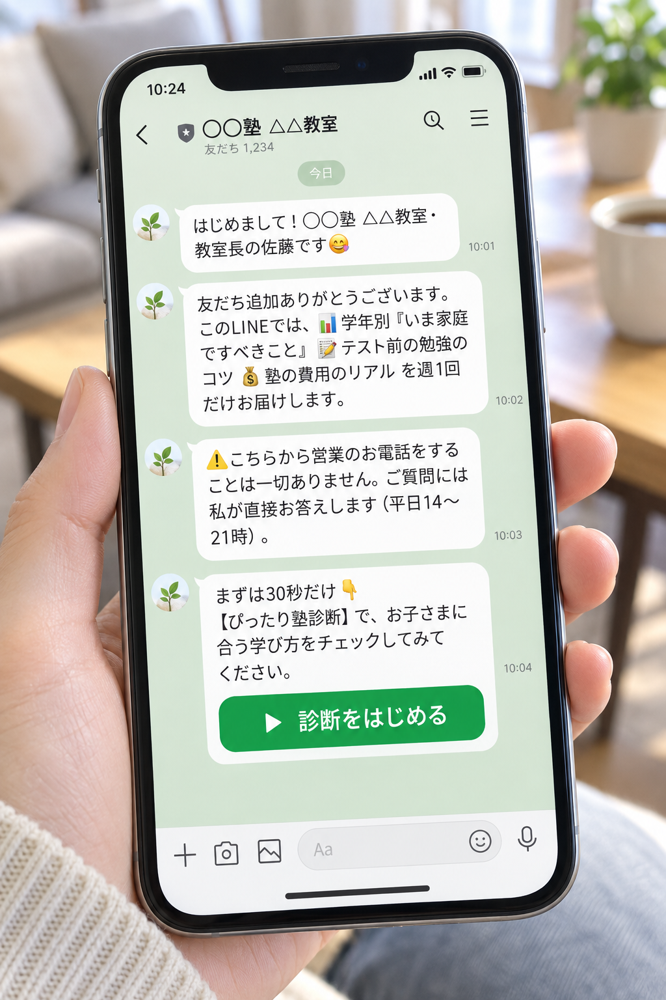 10:24
〇〇塾 △△教室
友だち 1,234
今日
はじめまして！〇〇塾 △△教室・
教室長の佐藤です😋
10:01
友だち追加ありがとうございます。
このLINEでは、📊 学年別『いま家庭
ですべきこと』📝 テスト前の勉強の
コツ 💰 塾の費用のリアル を週1回
だけお届けします。
10:02
⚠️こちらから営業のお電話をする
ことは一切ありません。ご質問には
私が直接お答えします（平日14〜
21時）。
10:03
まずは30秒だけ👇
【ぴったり塾診断】で、お子さまに
合う学び方をチェックしてみて
ください。
10:04
▶ 診断をはじめる
Aa